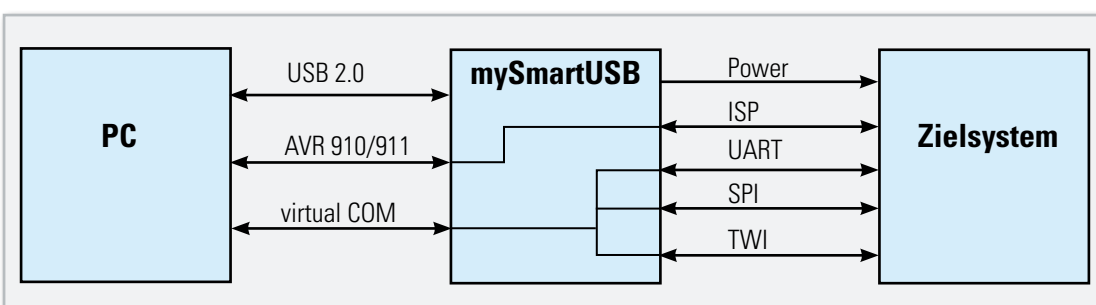 PC
USB 2.0
AVR 910/911
virtual COM
mySmartUSB
Power
ISP
UART
SPI
TWI
Zielsystem